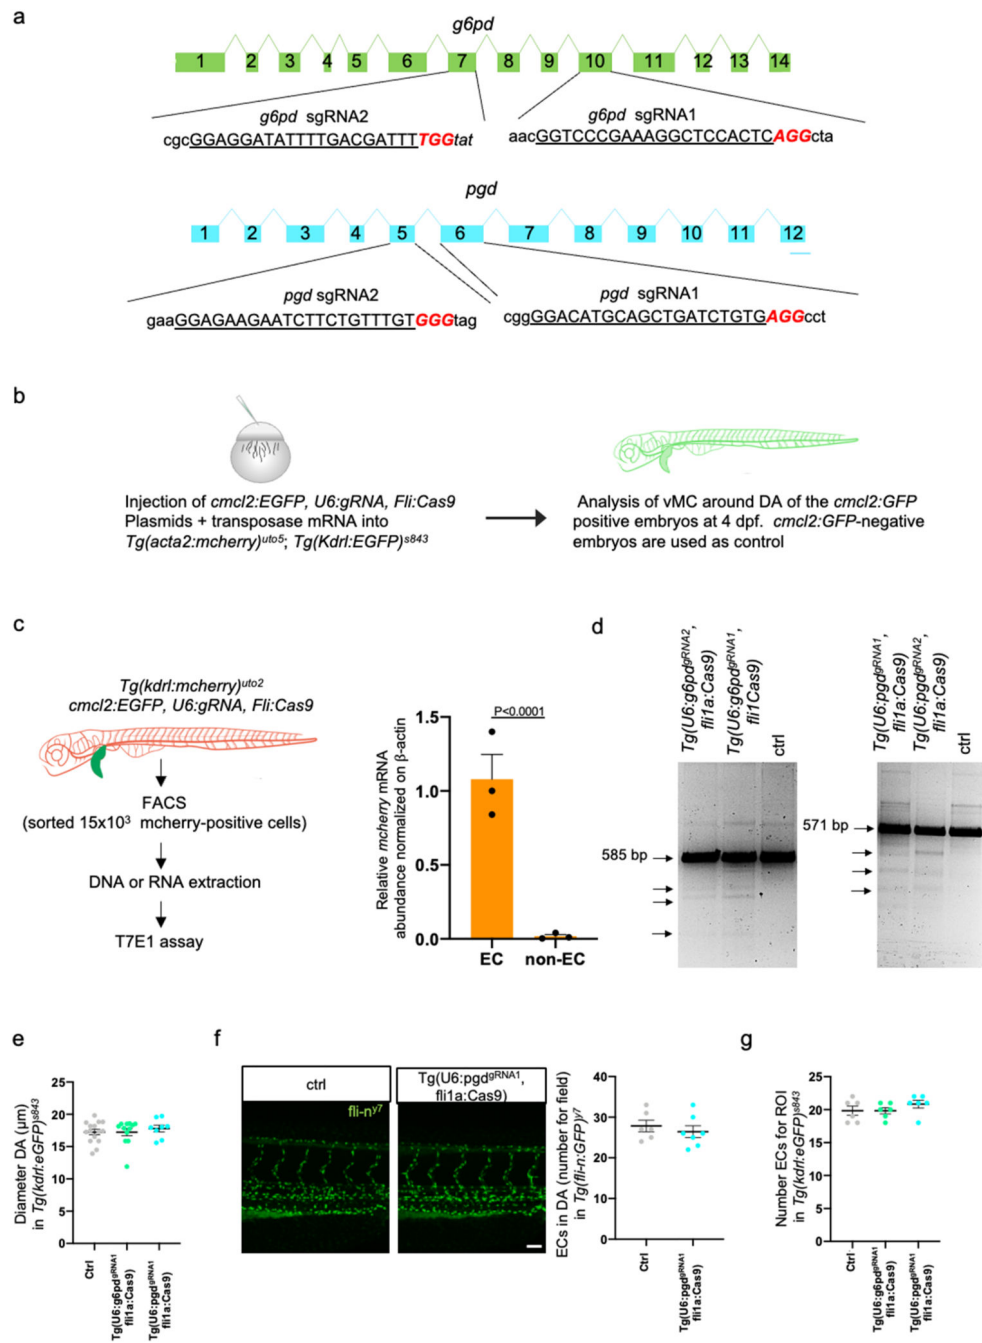 a
g6pd
1 2 3 4 5 6 7 8 9 10 11 12 13 14
g6pd sgRNA2
g6pd sgRNA1
cgcGGAGGATATTTTGACGATTTTGGtat
aacGGTCCCGAAAGGCTCCACTCAGGcta
pgd
1 2 3 4 5 6 7 8 9 10 11 12
pgd sgRNA2
pgd sgRNA1
gaaGGAGAAGAATCTTCTGTTTGTGGGtag
cggGGACATGCAGCTGATCTGTGAGGcct
b
Injection of cmcl2:EGFP, U6:gRNA, Fli:Cas9
Plasmids + transposase mRNA into
Tg(acta2:mcherry)uto5; Tg(Kdrl:EGFP)s843
Analysis of vMC around DA of the cmcl2:GFP
positive embryos at 4 dpf. cmcl2:GFP-negative
embryos are used as control
c
Tg(kdrl:mcherry)uto2
cmcl2:EGFP, U6:gRNA, Fli:Cas9
FACS
(sorted 15x10³ mcherry-positive cells)
DNA or RNA extraction
T7E1 assay
Relative mcherry mRNA
abundance normalized on β-actin
1.5
1.0
0.5
0.0
P<0.0001
EC non-EC
d
Tg(U6:g6pdgRNA2,
fli1a:Cas9)
Tg(U6:g6pdgRNA1,
fli1Cas9)
ctrl
585 bp
Tg(U6:pgdgRNA1,
fli1a:Cas9)
Tg(U6:pgdgRNA2,
fli1a:Cas9)
ctrl
571 bp
e
Diameter DA (µm)
in Tg(kdrl:eGFP)s843
25
20
15
10
5
0
Ctrl
Tg(U6:g6pdgRNA1
fli1a:Cas9)
Tg(U6:pgdgRNA1
fli1a:Cas9)
f
ctrl
Tg(U6:pgdgRNA1,
fli1a:Cas9)
fli-ny7
ECs in DA (number for field)
in Tg(fli-n:GFP)y7
40
30
20
10
0
Ctrl
Tg(U6:pgdgRNA1
fli1a:Cas9)
g
Number ECs for ROI
in Tg(kdrl:eGFP)s843
25
20
15
10
5
0
Ctrl
Tg(U6:g6pdgRNA1
fli1a:Cas9)
Tg(U6:pgdgRNA1
fli1a:Cas9)